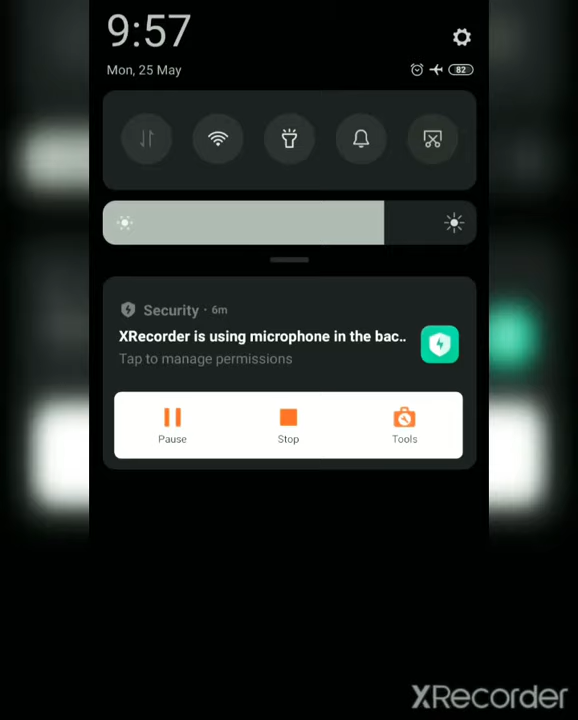 9:57
Mon, 25 May
82
Security · 6m
XRecorder is using microphone in the bac..
Tap to manage permissions
Pause
Stop
Tools
XRecorder